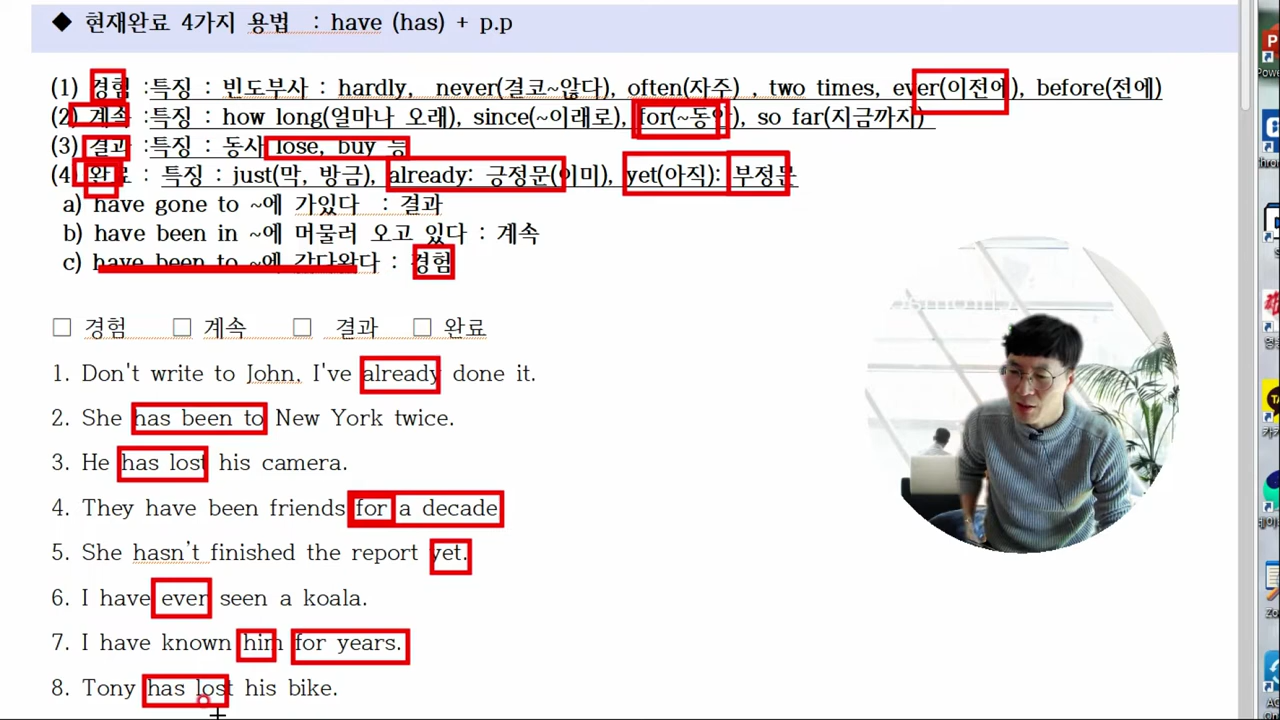 ◆ 현재완료 4가지 용법 : have (has) + p.p
(1) 경험 :특징 : 빈도부사 : hardly, never(결코~않다), often(자주) , two times, ever(이전에), before(전에)
(2) 계속 :특징 : how long(얼마나 오래), since(~이래로), for(~동안), so far(지금까지)
(3) 결과 :특징 : 동사 lose, buy 등
(4) 완료 : 특징 : just(막, 방금), already: 긍정문(이미), yet(아직): 부정문
a) have gone to ~에 가있다 : 결과
b) have been in ~에 머물러 오고 있다 : 계속
c) have been to ~에 갔다왔다 : 경험
□ 경험 □ 계속 □ 결과 □ 완료
1. Don't write to John, I've already done it.
2. She has been to New York twice.
3. He has lost his camera.
4. They have been friends for a decade
5. She hasn't finished the report yet.
6. I have ever seen a koala.
7. I have known him for years.
8. Tony has lost his bike.